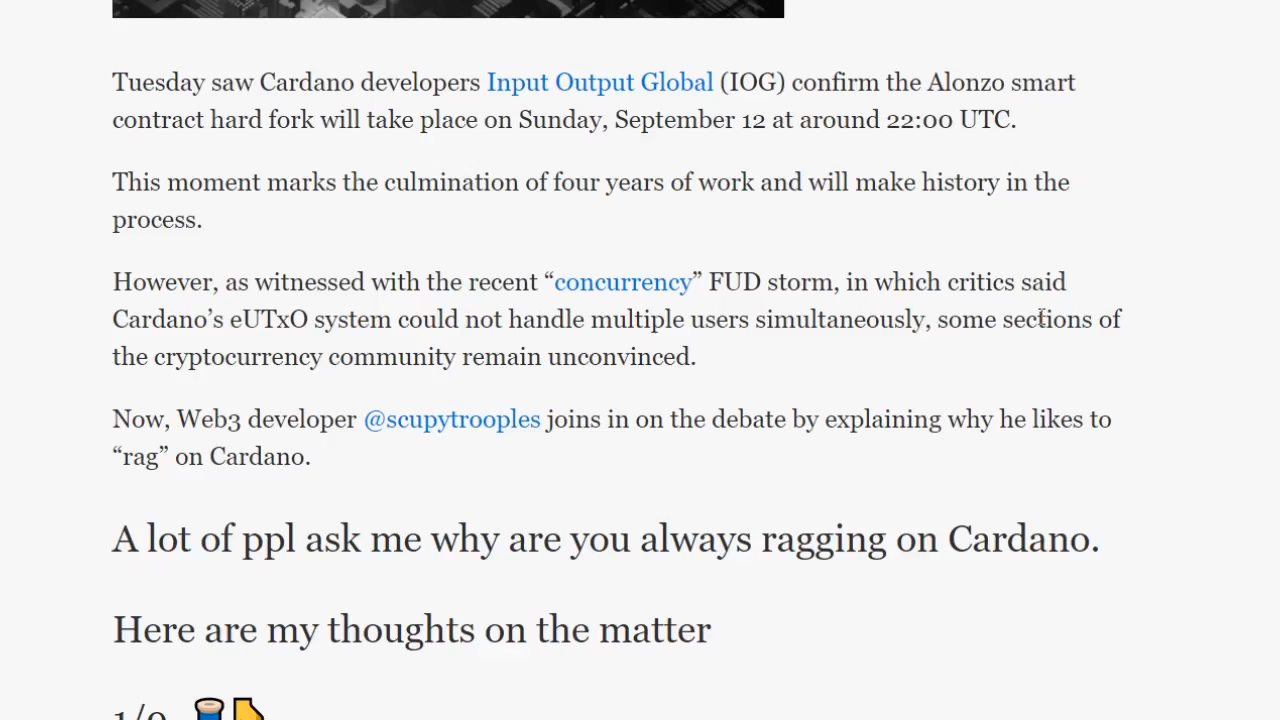 Tuesday saw Cardano developers Input Output Global (IOG) confirm the Alonzo smart
contract hard fork will take place on Sunday, September 12 at around 22:00 UTC.
This moment marks the culmination of four years of work and will make history in the
process.
However, as witnessed with the recent “concurrency” FUD storm, in which critics said
Cardano’s eUTxO system could not handle multiple users simultaneously, some sections of
the cryptocurrency community remain unconvinced.
Now, Web3 developer @scupytrooples joins in on the debate by explaining why he likes to
“rag” on Cardano.
A lot of ppl ask me why are you always ragging on Cardano.
Here are my thoughts on the matter